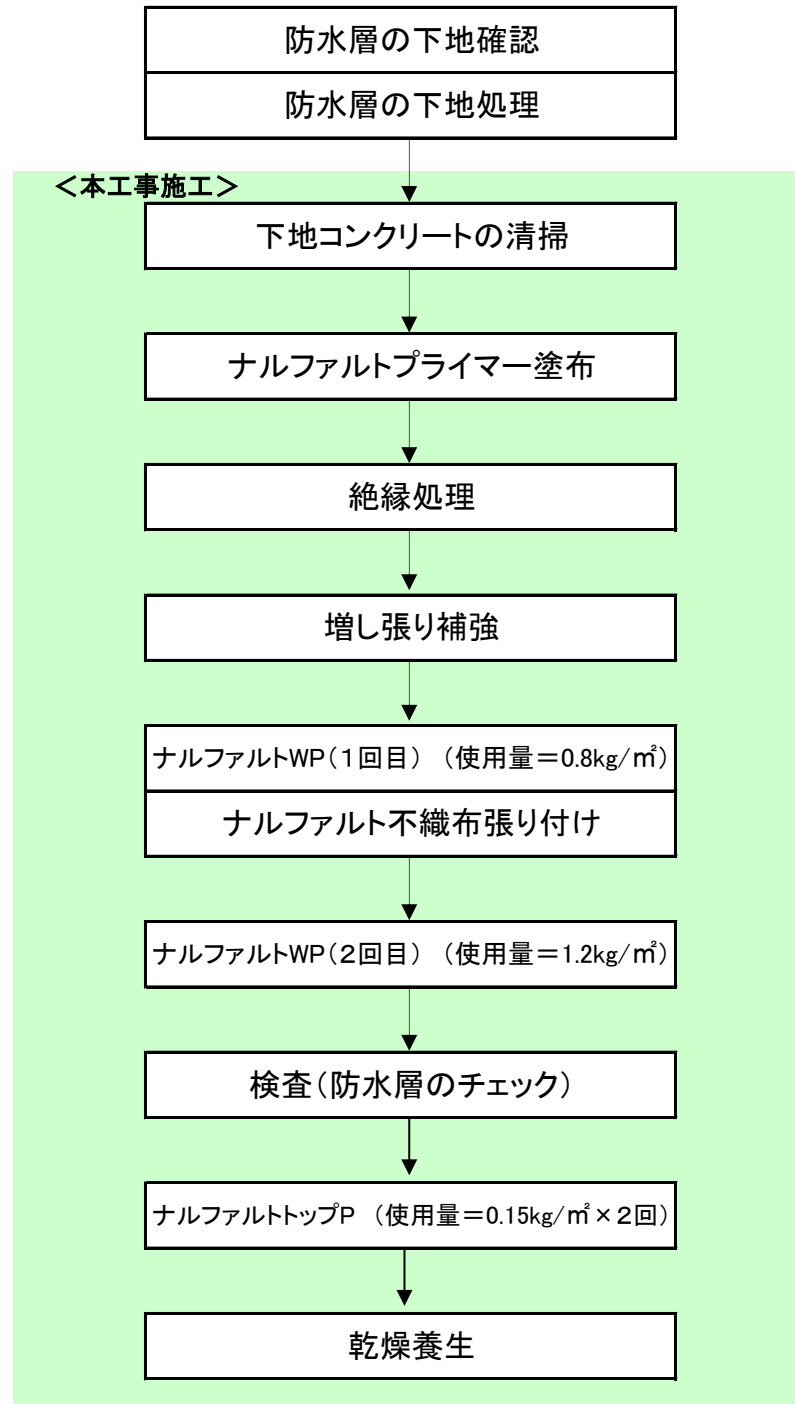 防水層の下地確認
防水層の下地処理
＜本工事施工＞
下地コンクリートの清掃
ナルファルトプライマー塗布
絶縁処理
増し張り補強
ナルファルトWP（１回目）　（使用量＝0.8kg/㎡）
ナルファルト不織布張り付け
ナルファルトWP（２回目）　（使用量＝1.2kg/㎡）
検査（防水層のチェック）
ナルファルトトップP　（使用量＝0.15kg/㎡×２回）
乾燥養生